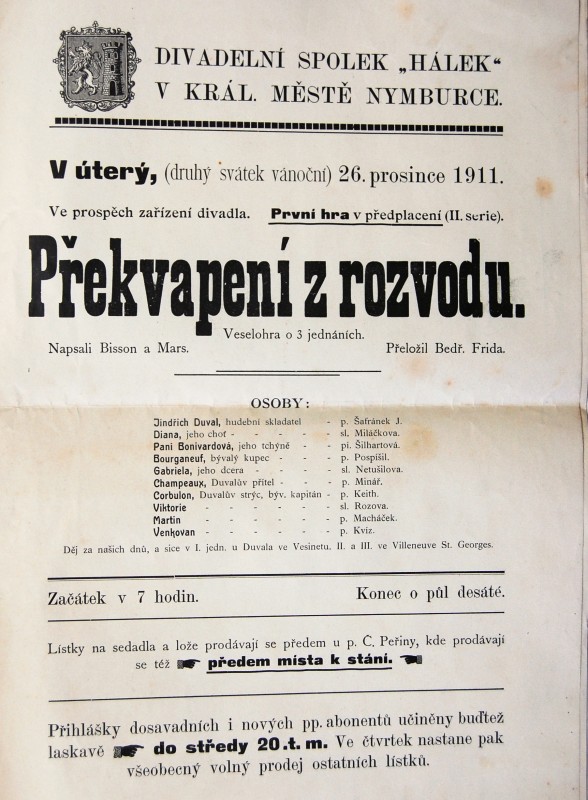 DIVADELNÍ SPOLEK „HÁLEK“
V KRÁL. MĚSTĚ NYMBURCE.
V úterý, (druhý svátek vánoční) 26. prosince 1911.
Ve prospěch zařízení divadla. První hra v předplacení (II. serie).
Překvapení z rozvodu.
Veselohra o 3 jednáních.
Napsali Bisson a Mars. Přeložil Bedř. Frida.
OSOBY:
Jindřich Duval, hudební skladatel - p. Šafránek J.
Diana, jeho choť - - - - - sl. Miláčkova.
Paní Bonivardová, jeho tchýně - - pí. Šilhartová.
Bourganeuf, bývalý kupec - - - p. Pospíšil.
Gabriela, jeho dcera - - - - sl. Netušilova.
Champeaux, Duvalův přítel - - - p. Minář.
Corbulon, Duvalův strýc, býv. kapitán - p. Keith.
Viktorie - - - - - - sl. Rozova.
Martin - - - - - - p. Macháček.
Venkovan - - - - - - p. Kvíz.
Děj za našich dnů, a sice v I. jedn. u Duvala ve Vesinetu, II. a III. ve Villeneuve St. Georges.
Začátek v 7 hodin. Konec o půl desáté.
Lístky na sedadla a lože prodávají se předem u p. Č. Peřiny, kde prodávají
se též předem místa k stání.
Přihlášky dosavadních i nových pp. abonentů učiněny buďtež
laskavě do středy 20. t. m. Ve čtvrtek nastane pak
všeobecný volný prodej ostatních lístků.